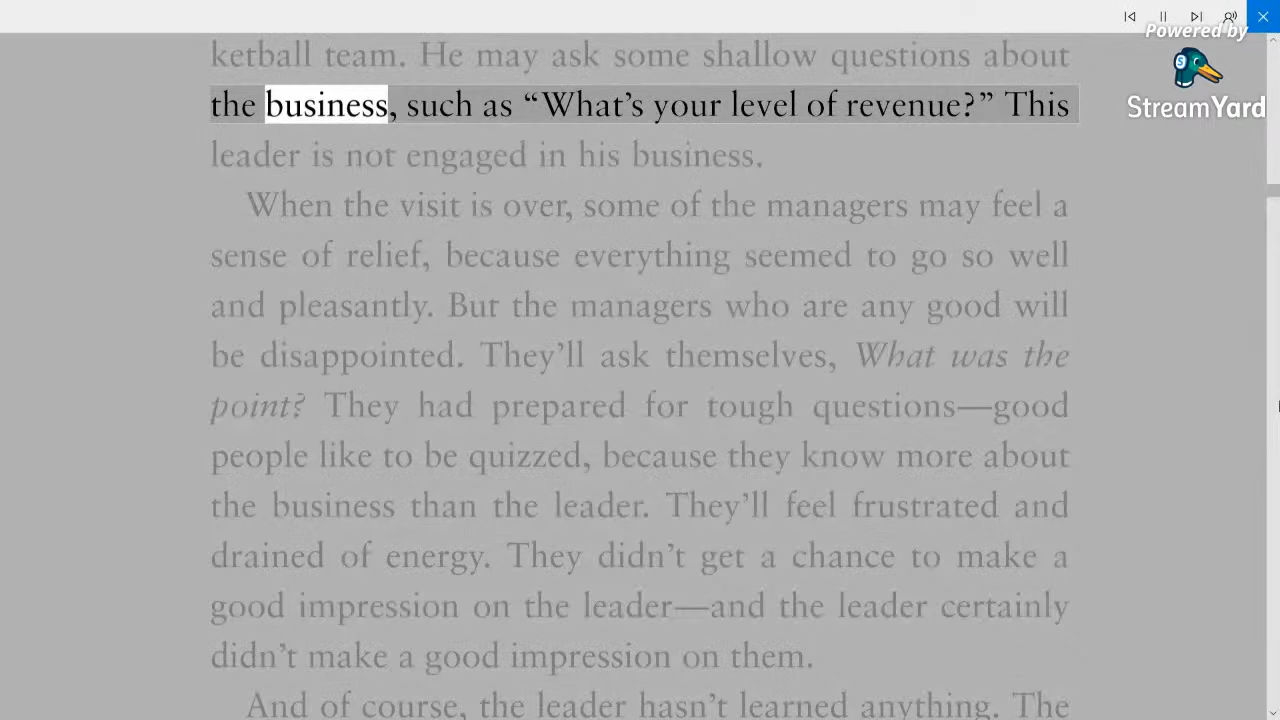 Powered by
StreamYard
ketball team. He may ask some shallow questions about
the business, such as “What’s your level of revenue?” This
leader is not engaged in his business.
When the visit is over, some of the managers may feel a
sense of relief, because everything seemed to go so well
and pleasantly. But the managers who are any good will
be disappointed. They’ll ask themselves, What was the
point? They had prepared for tough questions—good
people like to be quizzed, because they know more about
the business than the leader. They’ll feel frustrated and
drained of energy. They didn’t get a chance to make a
good impression on the leader—and the leader certainly
didn’t make a good impression on them.
And of course, the leader hasn’t learned anything. The